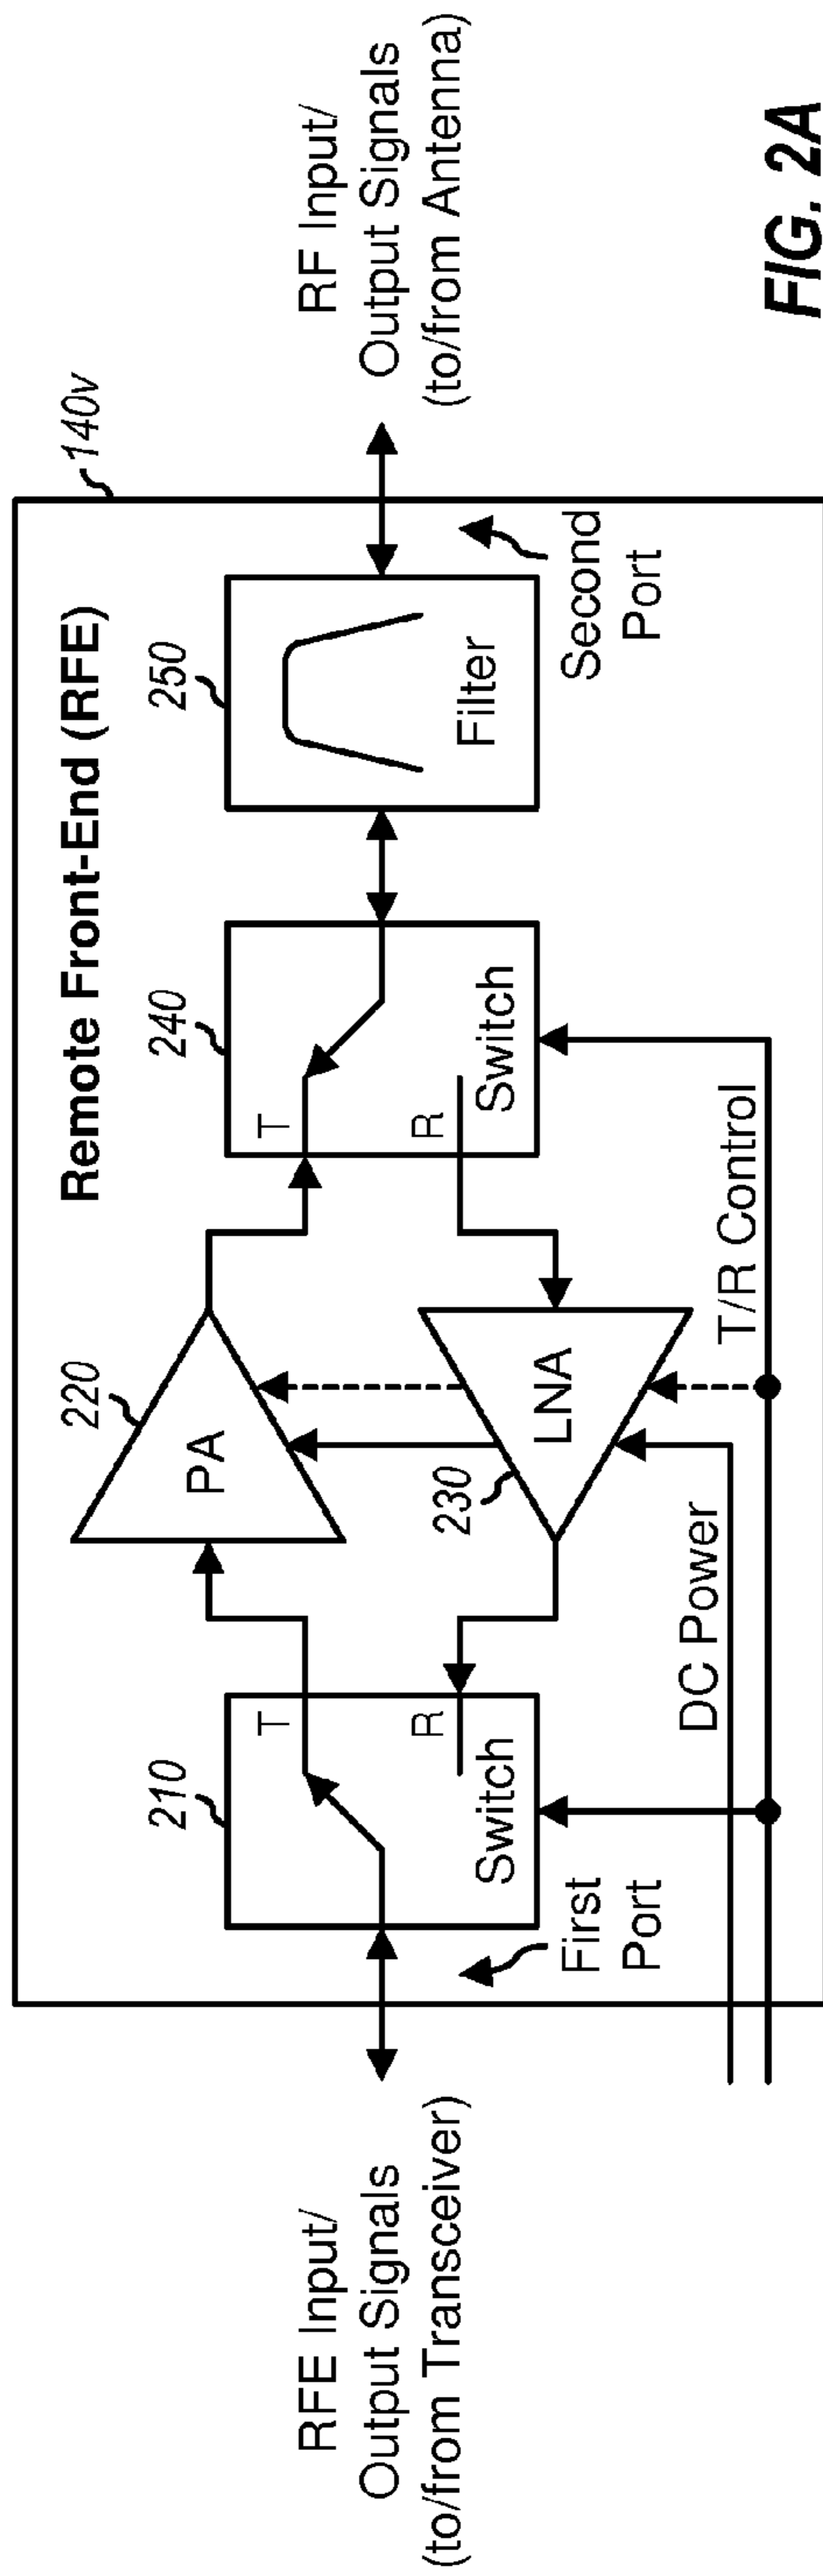 Remote Front-End (RFE)
140v
RFE Input/
Output Signals
(to/from Transceiver)
First
Port
210
T
R
Switch
220
PA
230
LNA
240
T
R
Switch
250
Filter
Second
Port
RF Input/
Output Signals
(to/from Antenna)
DC Power
T/R Control
FIG. 2A